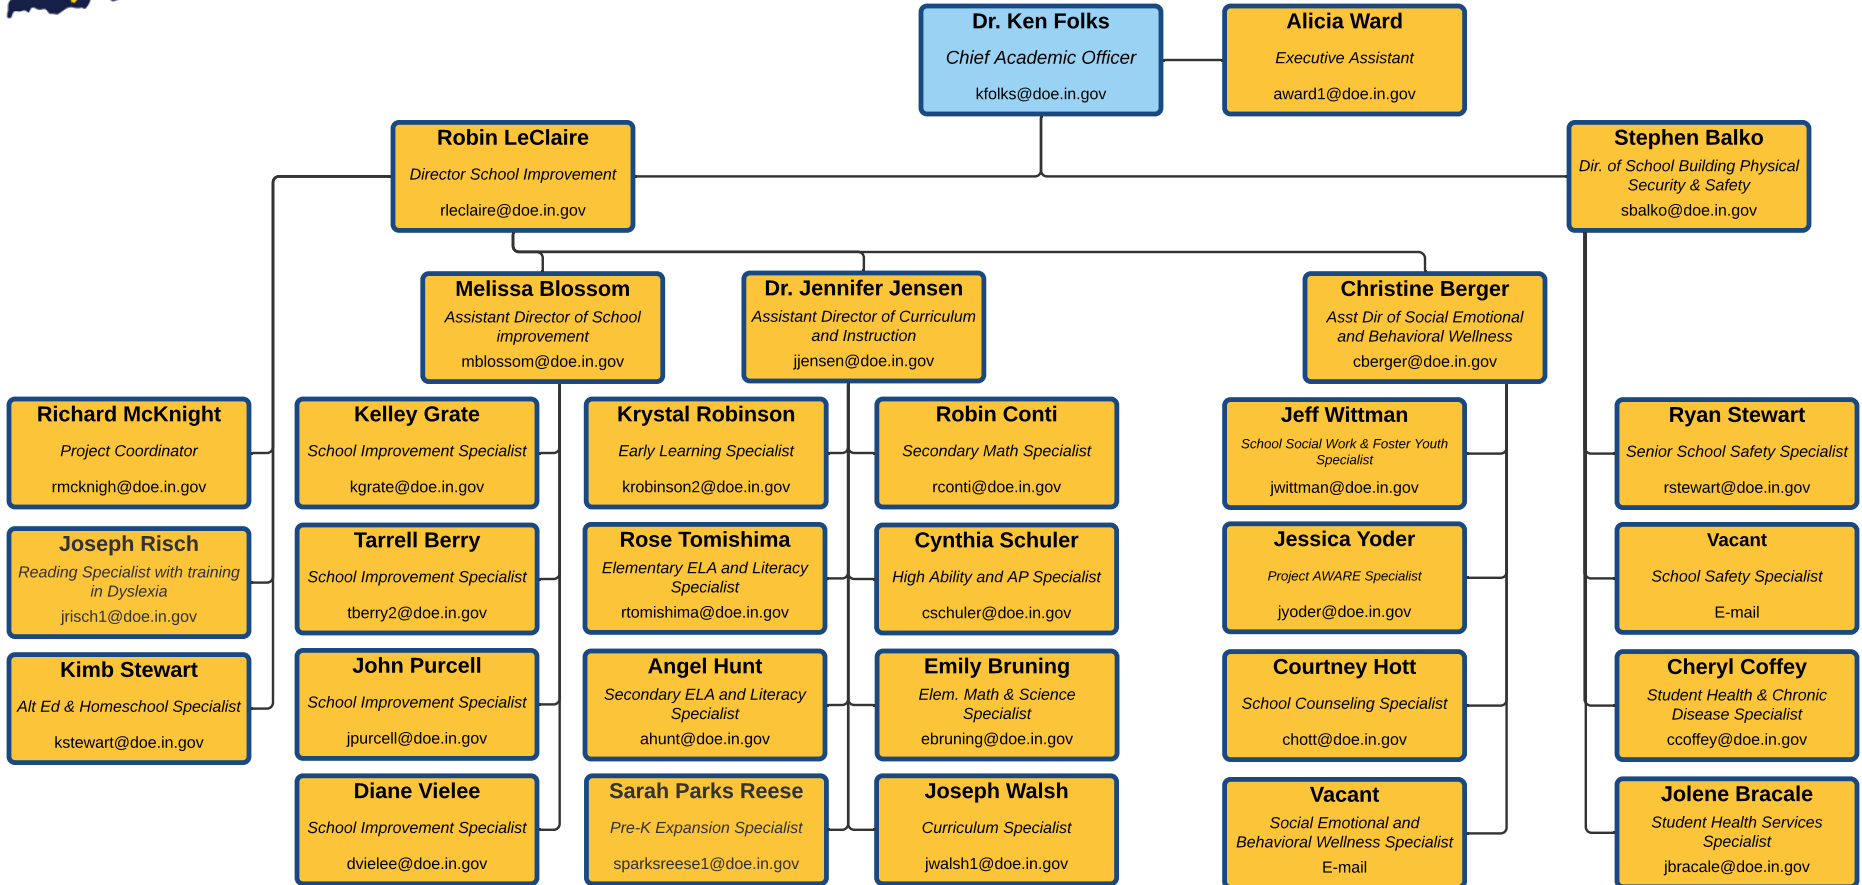 Dr. Ken Folks
Chief Academic Officer
kfolks@doe.in.gov
Alicia Ward
Executive Assistant
award1@doe.in.gov
Robin LeClaire
Director School Improvement
rleclaire@doe.in.gov
Stephen Balko
Dir. of School Building Physical
Security & Safety
sbalko@doe.in.gov
Melissa Blossom
Assistant Director of School
improvement
mblossom@doe.in.gov
Dr. Jennifer Jensen
Assistant Director of Curriculum
and Instruction
jjensen@doe.in.gov
Christine Berger
Asst Dir of Social Emotional
and Behavioral Wellness
cberger@doe.in.gov
Richard McKnight
Project Coordinator
rmcknigh@doe.in.gov
Kelley Grate
School Improvement Specialist
kgrate@doe.in.gov
Krystal Robinson
Early Learning Specialist
krobinson2@doe.in.gov
Robin Conti
Secondary Math Specialist
rconti@doe.in.gov
Jeff Wittman
School Social Work & Foster Youth
Specialist
jwittman@doe.in.gov
Ryan Stewart
Senior School Safety Specialist
rstewart@doe.in.gov
Joseph Risch
Reading Specialist with training
in Dyslexia
jrisch1@doe.in.gov
Tarrell Berry
School Improvement Specialist
tberry2@doe.in.gov
Rose Tomishima
Elementary ELA and Literacy
Specialist
rtomishima@doe.in.gov
Cynthia Schuler
High Ability and AP Specialist
cschuler@doe.in.gov
Jessica Yoder
Project AWARE Specialist
jyoder@doe.in.gov
Vacant
School Safety Specialist
E-mail
Kimb Stewart
Alt Ed & Homeschool Specialist
kstewart@doe.in.gov
John Purcell
School Improvement Specialist
jpurcell@doe.in.gov
Angel Hunt
Secondary ELA and Literacy
Specialist
ahunt@doe.in.gov
Emily Bruning
Elem. Math & Science
Specialist
ebruning@doe.in.gov
Courtney Hott
School Counseling Specialist
chott@doe.in.gov
Cheryl Coffey
Student Health & Chronic
Disease Specialist
ccoffey@doe.in.gov
Diane Vielee
School Improvement Specialist
dvielee@doe.in.gov
Sarah Parks Reese
Pre-K Expansion Specialist
sparksreese1@doe.in.gov
Joseph Walsh
Curriculum Specialist
jwalsh1@doe.in.gov
Vacant
Social Emotional and
Behavioral Wellness Specialist
E-mail
Jolene Bracale
Student Health Services
Specialist
jbracale@doe.in.gov